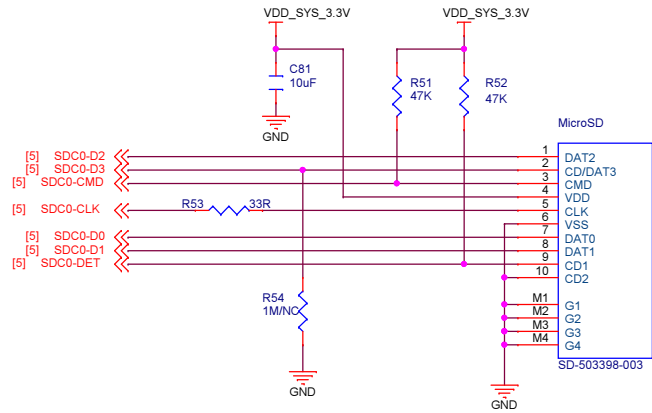 VDD_SYS_3.3V
VDD_SYS_3.3V
C81
10uF
GND
R51
47K
R52
47K
MicroSD
[5] SDC0-D2
1 DAT2
[5] SDC0-D3
2 CD/DAT3
[5] SDC0-CMD
3 CMD
4 VDD
[5] SDC0-CLK
R53 33R
5 CLK
6 VSS
[5] SDC0-D0
7 DAT0
[5] SDC0-D1
8 DAT1
[5] SDC0-DET
9 CD1
10 CD2
R54
1M/NC
GND
M1 G1
M2 G2
M3 G3
M4 G4
SD-503398-003
GND